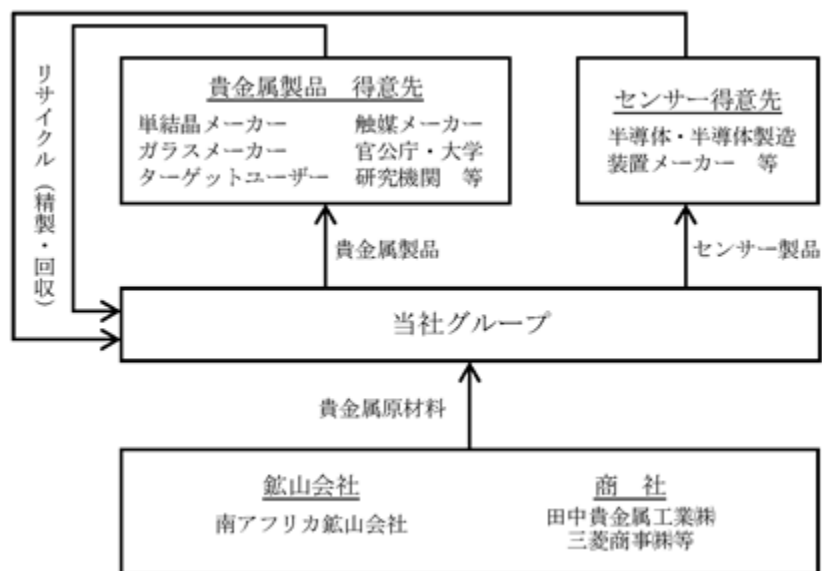 リサイクル（精製・回収）
貴金属製品　得意先
単結晶メーカー　触媒メーカー
ガラスメーカー　官公庁・大学
ターゲットユーザー　研究機関　等
センサー得意先
半導体・半導体製造
装置メーカー　等
貴金属製品
センサー製品
当社グループ
貴金属原材料
鉱山会社
南アフリカ鉱山会社
商　社
田中貴金属工業㈱
三菱商事㈱等